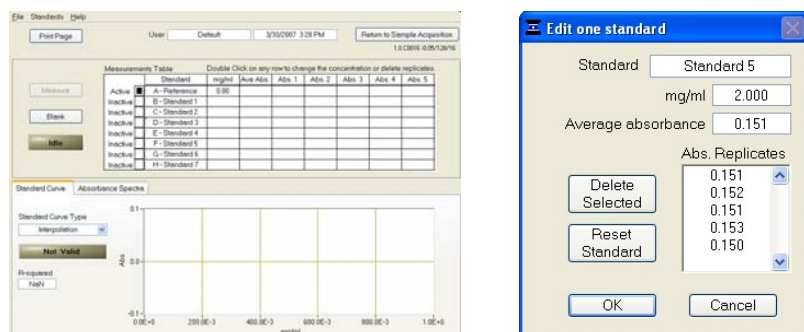 File Standards Help
Print Page User Default 3/30/2007 3:29 PM Return to Sample Acquisition
Measurements Table Double Click on any row to change the concentration or delete replicates.
Standard mg/ml Ave Abs. Abs. 1 Abs. 2 Abs. 3 Abs. 4 Abs. 5
Measure
Active A - Reference 0.00
Inactive B - Standard 1
Blank
Inactive C - Standard 2
Inactive D - Standard 3
Idle
Inactive E - Standard 4
Inactive F - Standard 5
Inactive G - Standard 6
Inactive H - Standard 7
Standard Curve Absorbance Spectra
Standard Curve Type
Interpolation
Not Valid
R-squared
NaN
Abs
0.1
0.0
-0.1
0.0E+0 200.0E-3 400.0E-3 600.0E-3 800.0E-3 1.0E+0
mg/ml
Edit one standard
Standard Standard 5
mg/ml 2.000
Average absorbance 0.151
Abs. Replicates
0.151
0.152
0.151
0.153
0.150
Delete
Selected
Reset
Standard
OK Cancel